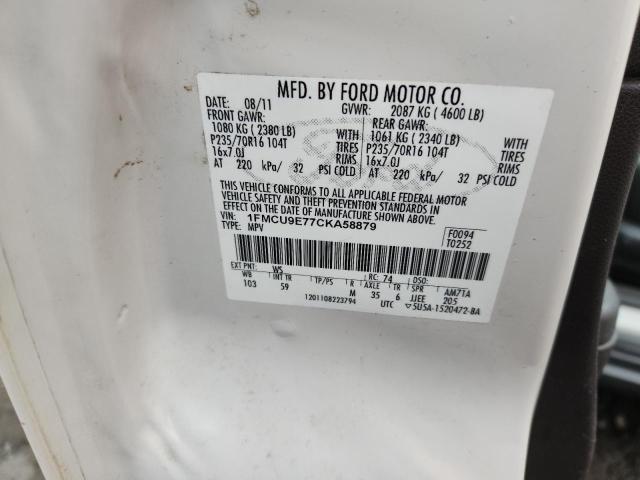 MFD. BY FORD MOTOR CO.
DATE: 08/11 GVWR: 2087 KG ( 4600 LB)
FRONT GAWR: REAR GAWR:
1080 KG ( 2380 LB) WITH 1061 KG ( 2340 LB) WITH
P235/70R16 104T TIRES P235/70R16 104T TIRES
16x7.0J RIMS 16x7.0J RIMS
AT 220 kPa/ 32 PSI COLD AT 220 kPa/ 32 PSI COLD
THIS VEHICLE CONFORMS TO ALL APPLICABLE FEDERAL MOTOR
VEHICLE SAFETY AND THEFT PREVENTION STANDARDS IN
EFFECT ON THE DATE OF MANUFACTURE SHOWN ABOVE.
VIN: 1FMCU9E77CKA58879 F0094
TYPE: MPV T0252
EXT PNT: WS RC: 74 DSO:
WB INT TR TP/PS R AXLE TR SPR AM71A
103 59 M 35 6 JJEE 205
1201108223794 UTC ▽5U5A-1520472-BA
Ford